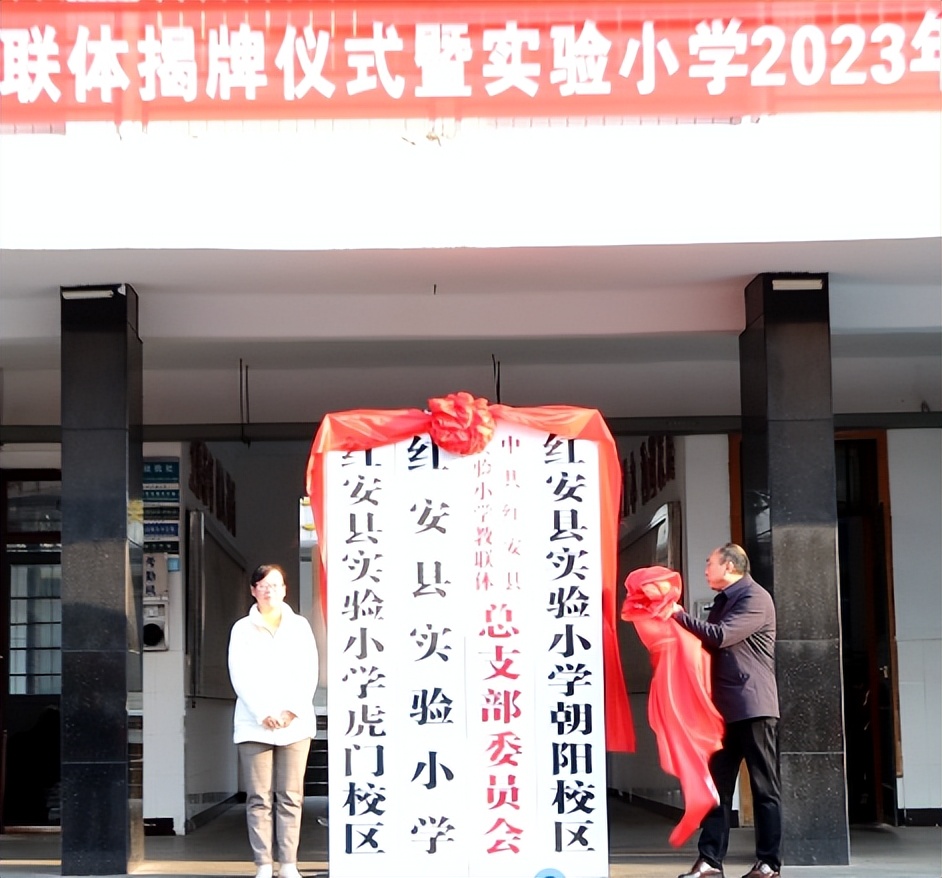 联体揭牌仪式暨实验小学2023年
红安县实验小学虎门校区
红安县实验小学
中共红安县
实验小学教联体
总支部委员会
红安县实验小学朝阳校区
考勤员